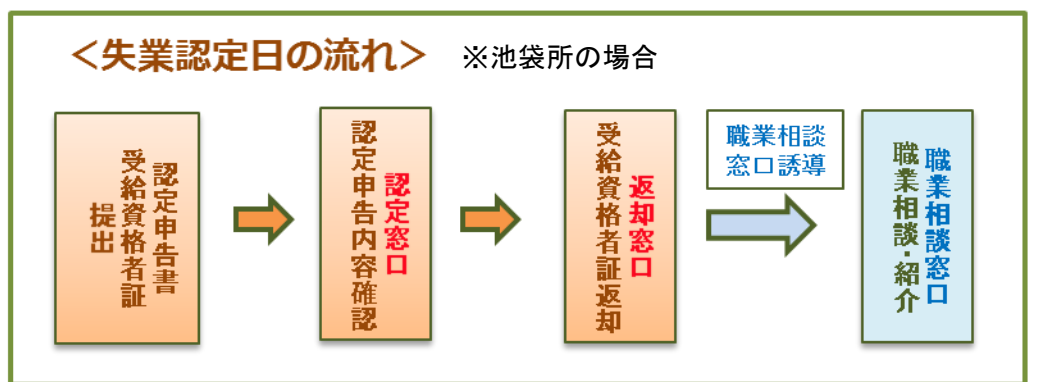 ＜失業認定日の流れ＞　※池袋所の場合
認定申告書
受給資格者証
提出
認定窓口
認定申告内容確認
返却窓口
受給資格者証返却
職業相談
窓口誘導
職業相談窓口
職業相談・紹介